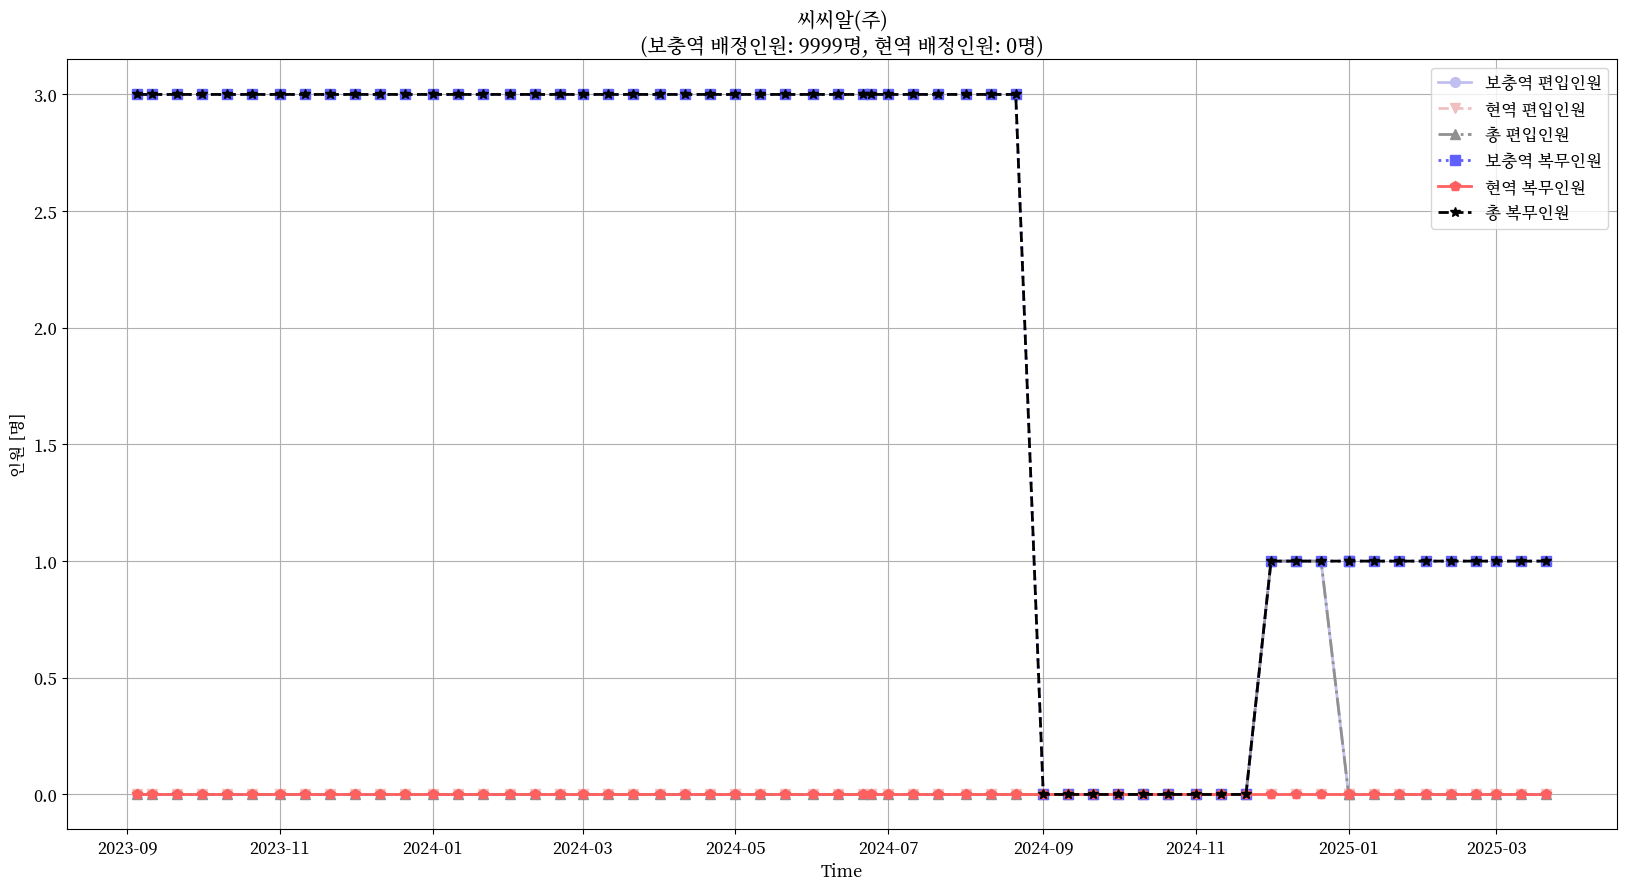 씨씨알(주)
(보충역 배정인원: 9999명, 현역 배정인원: 0명)
보충역 편입인원
현역 편입인원
총 편입인원
보충역 복무인원
현역 복무인원
총 복무인원
인원 [명]
3.0
2.5
2.0
1.5
1.0
0.5
0.0
2023-09 2023-11 2024-01 2024-03 2024-05 2024-07 2024-09 2024-11 2025-01 2025-03
Time